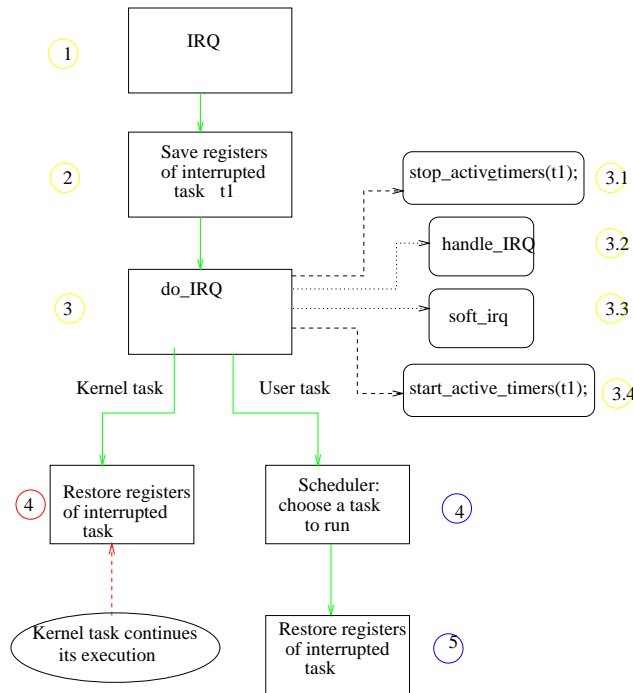 1
IRQ
2
Save registers
of interrupted
task t1
stop_activetimers(t1);
3.1
handle_IRQ
3.2
3
do_IRQ
soft_irq
3.3
Kernel task
User task
start_active_timers(t1);
3.4
4
Restore registers
of interrupted
task
Scheduler:
choose a task
to run
4
Kernel task continues
its execution
Restore registers
of interrupted
task
5